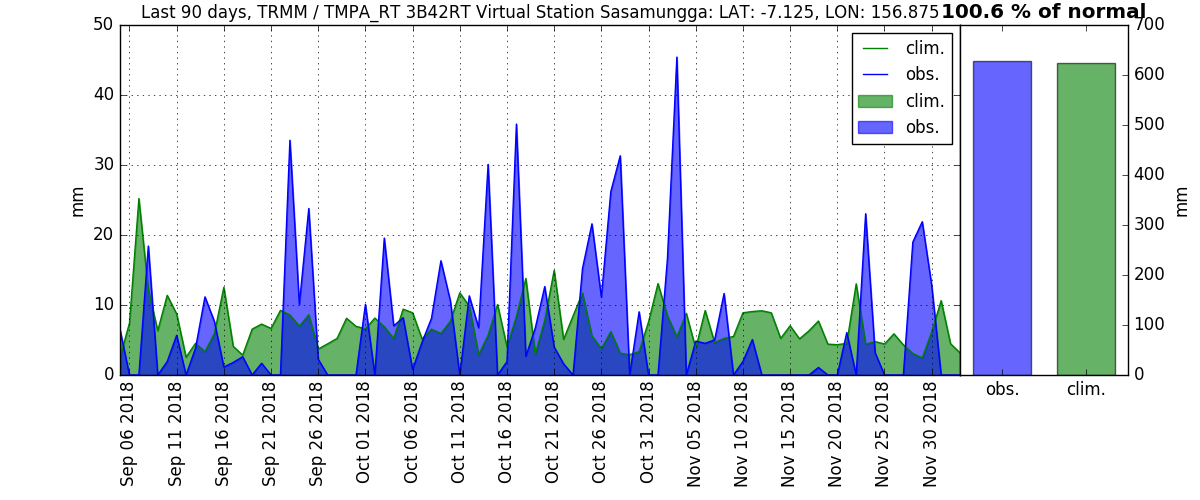 Last 90 days, TRMM / TMPA_RT 3B42RT Virtual Station Sasamungga: LAT: -7.125, LON: 156.875
100.6 % of normal
50
40
30
20
10
0
mm
clim.
obs.
clim.
obs.
Sep 06 2018
Sep 11 2018
Sep 16 2018
Sep 21 2018
Sep 26 2018
Oct 01 2018
Oct 06 2018
Oct 11 2018
Oct 16 2018
Oct 21 2018
Oct 26 2018
Oct 31 2018
Nov 05 2018
Nov 10 2018
Nov 15 2018
Nov 20 2018
Nov 25 2018
Nov 30 2018
700
600
500
400
300
200
100
0
mm
obs.
clim.